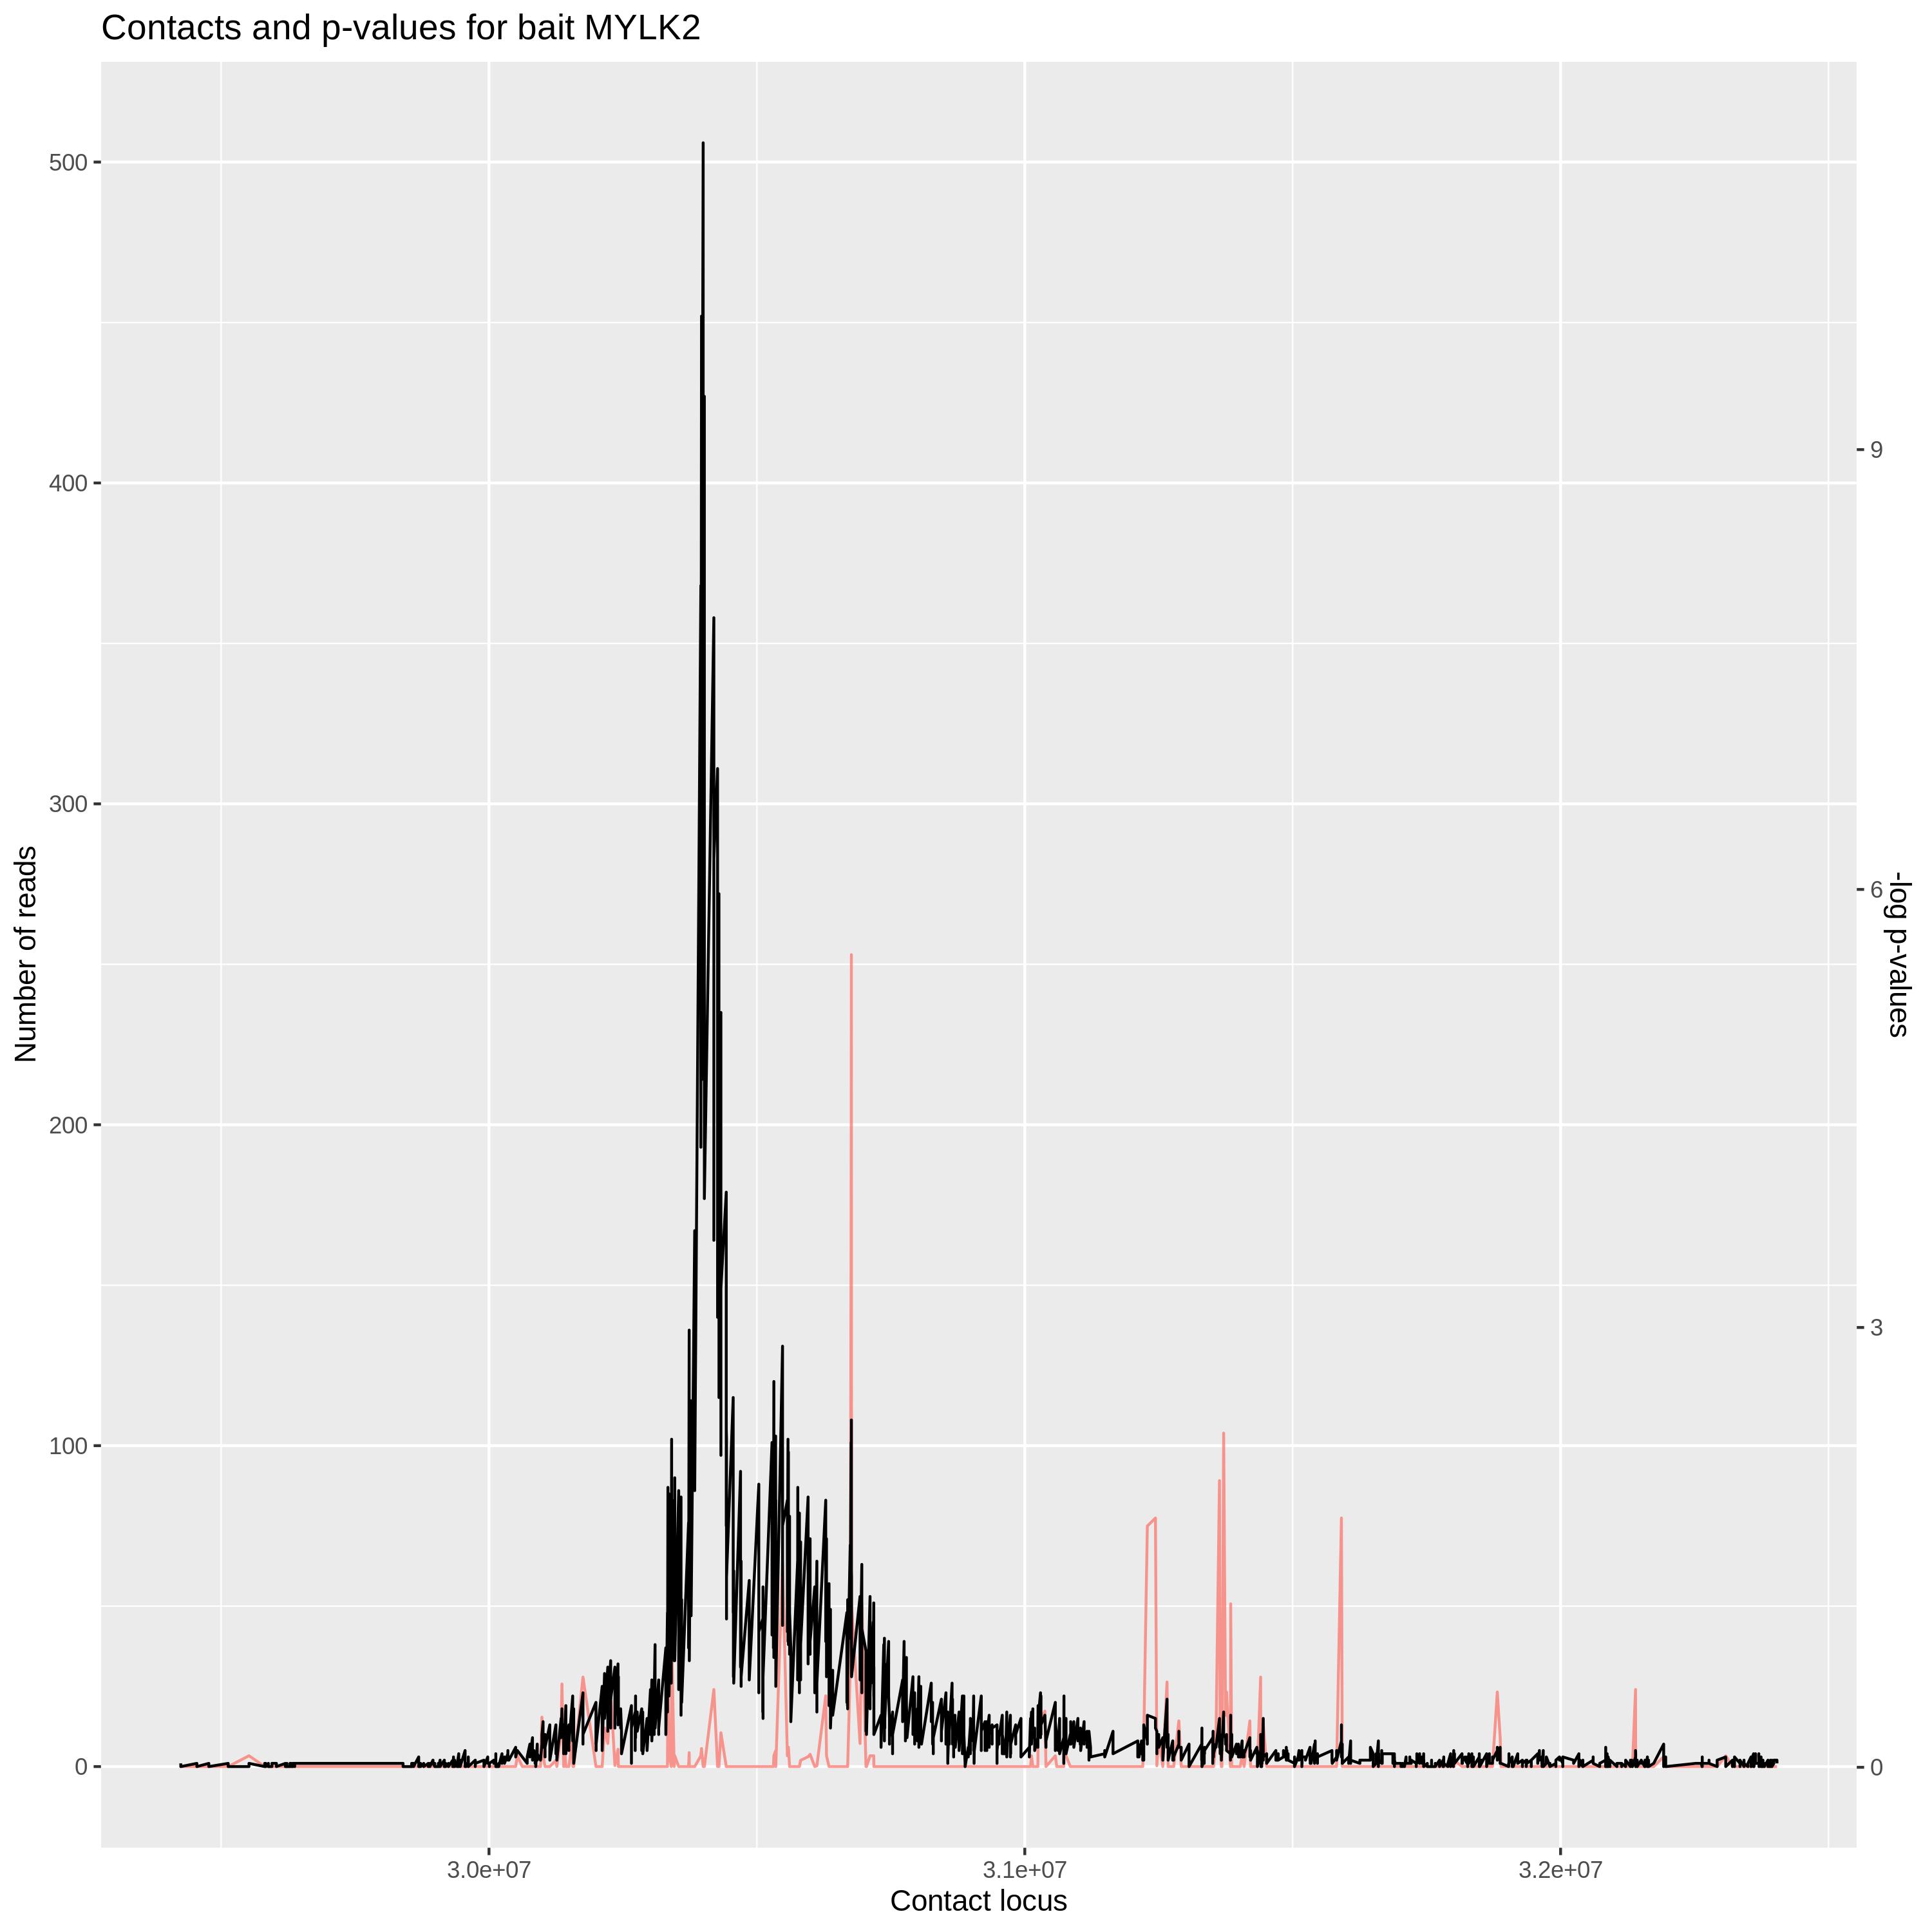 Contacts and p-values for bait MYLK2
500
400
300
200
100
0
Number of reads
9
6
3
0
-log p-values
3.0e+07
3.1e+07
3.2e+07
Contact locus